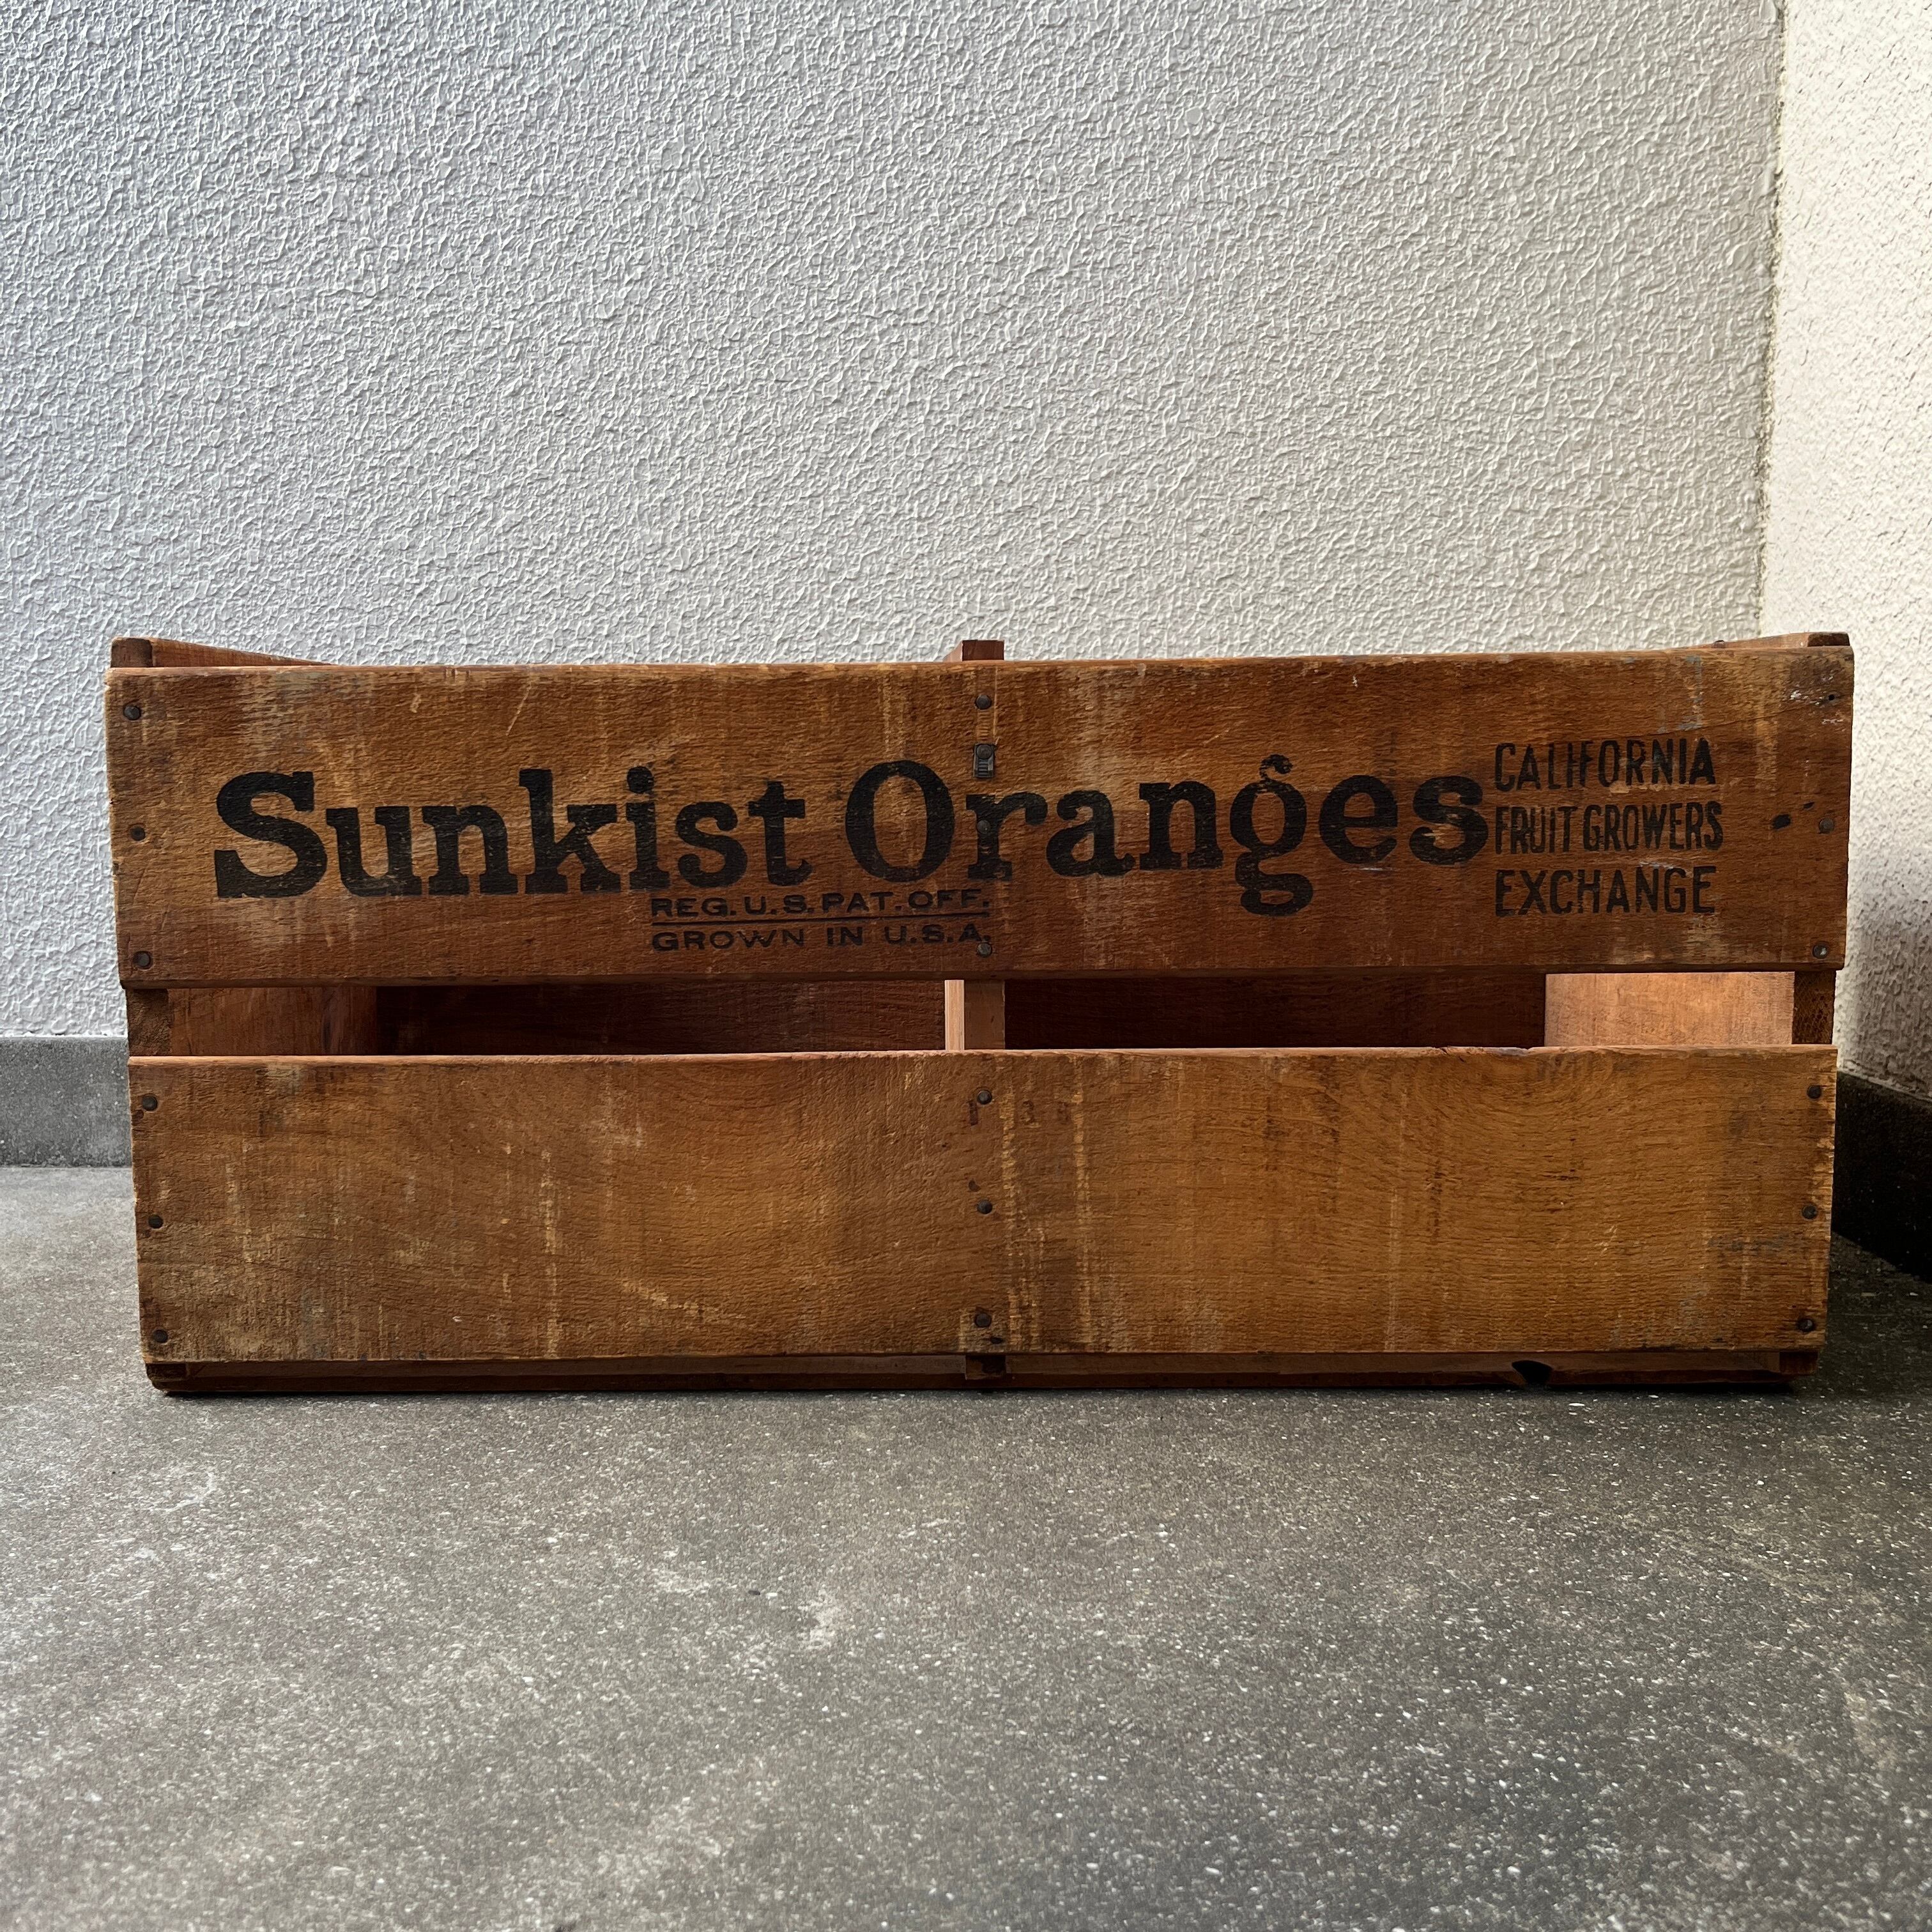 Sunkist Oranges
REG. U.S. PAT. OFF.
GROWN IN U.S.A.
CALIFORNIA
FRUIT GROWERS
EXCHANGE